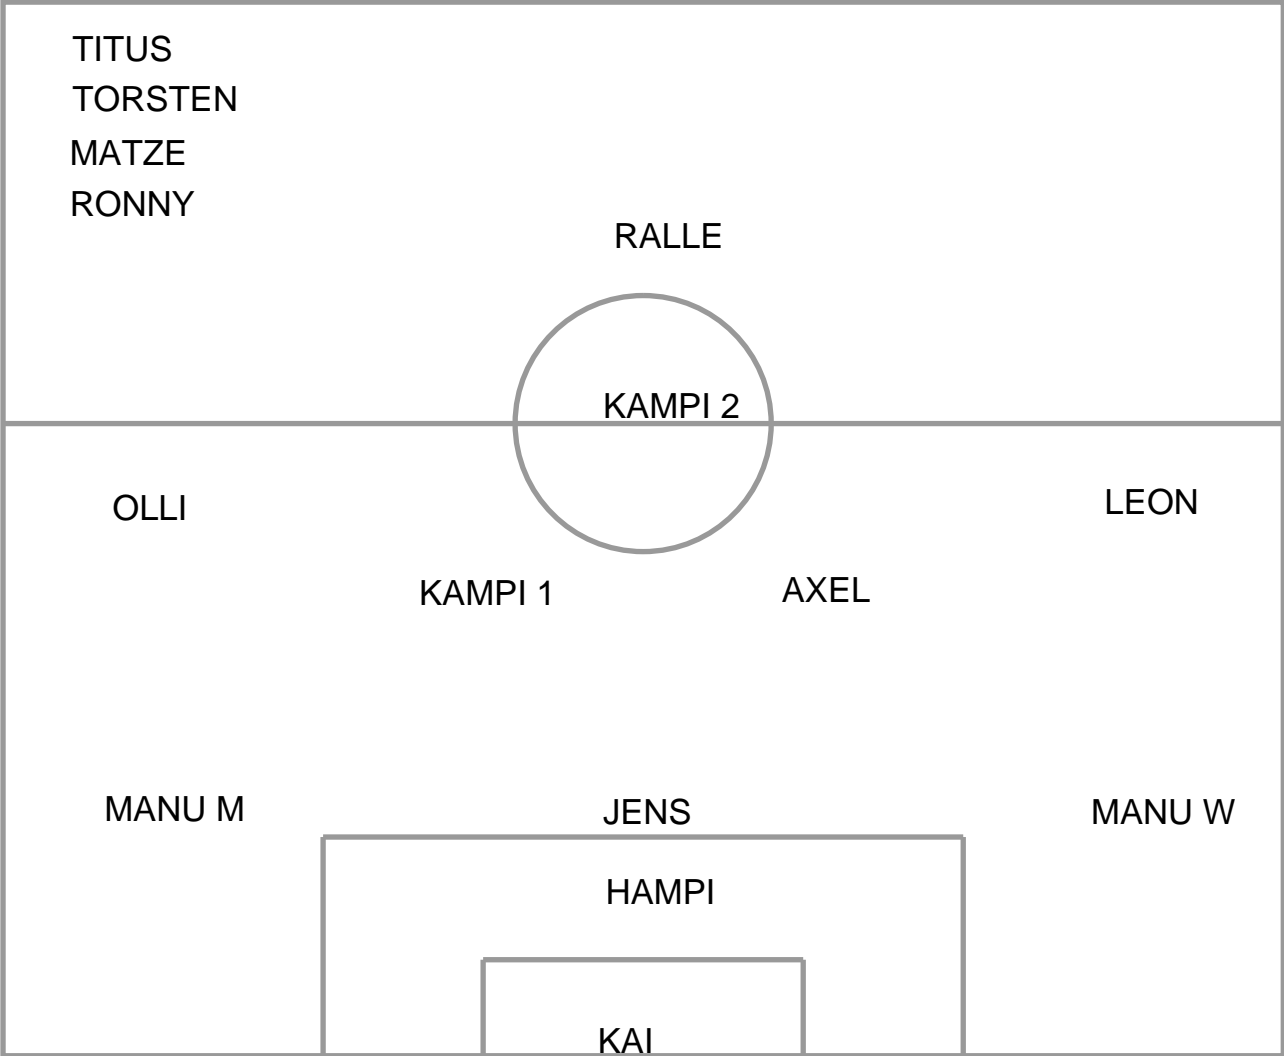 TITUS
TORSTEN
MATZE
RONNY
RALLE
KAMPI 2
OLLI
LEON
KAMPI 1
AXEL
MANU M
JENS
MANU W
HAMPI
KAI